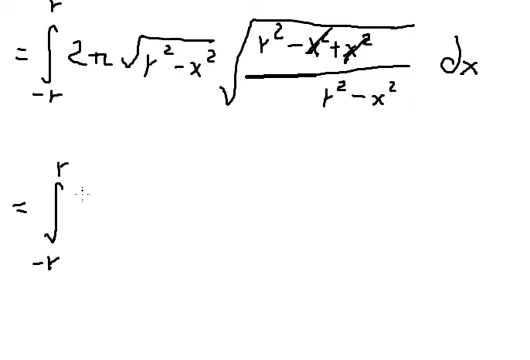 = ∫_{-r}^{r} 2π √(r² - x²) √((r² - x² + x²)/(r² - x²)) dx
= ∫_{-r}^{r}